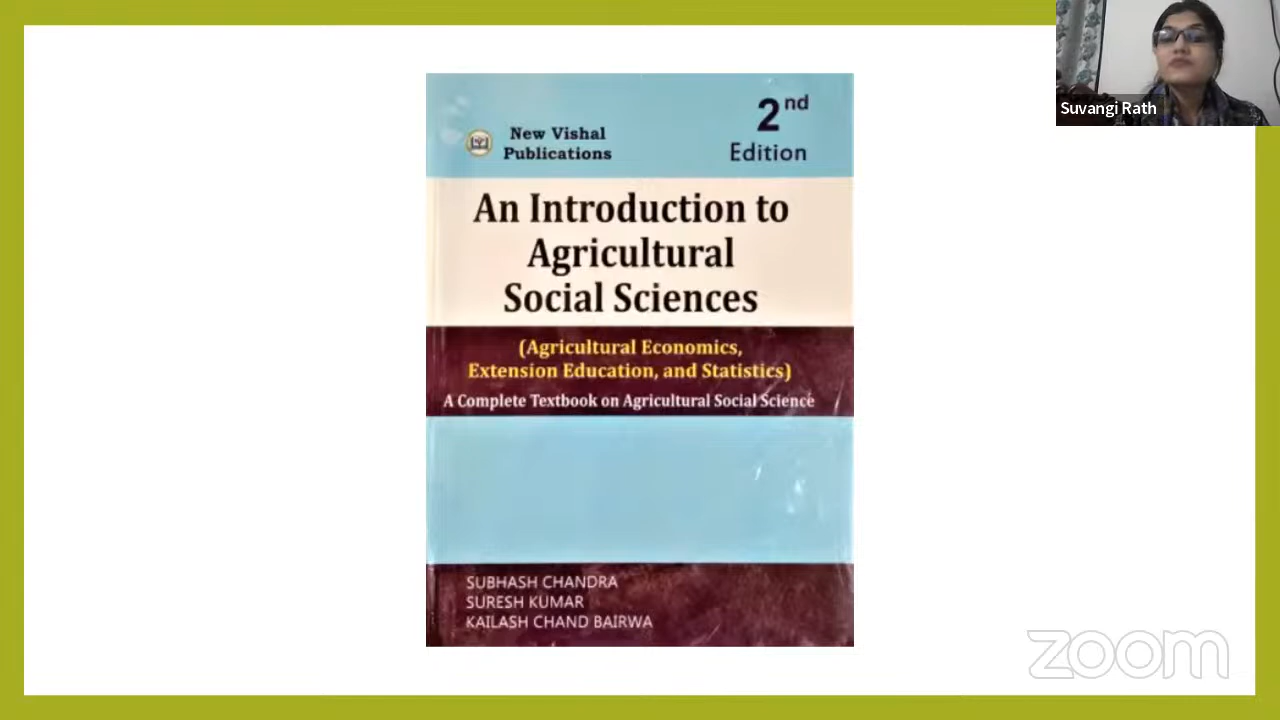 Suvangi Rath
New Vishal
Publications
2nd
Edition
An Introduction to
Agricultural
Social Sciences
(Agricultural Economics,
Extension Education, and Statistics)
A Complete Textbook on Agricultural Social Science
SUBHASH CHANDRA
SURESH KUMAR
KAILASH CHAND BAIRWA
zoom